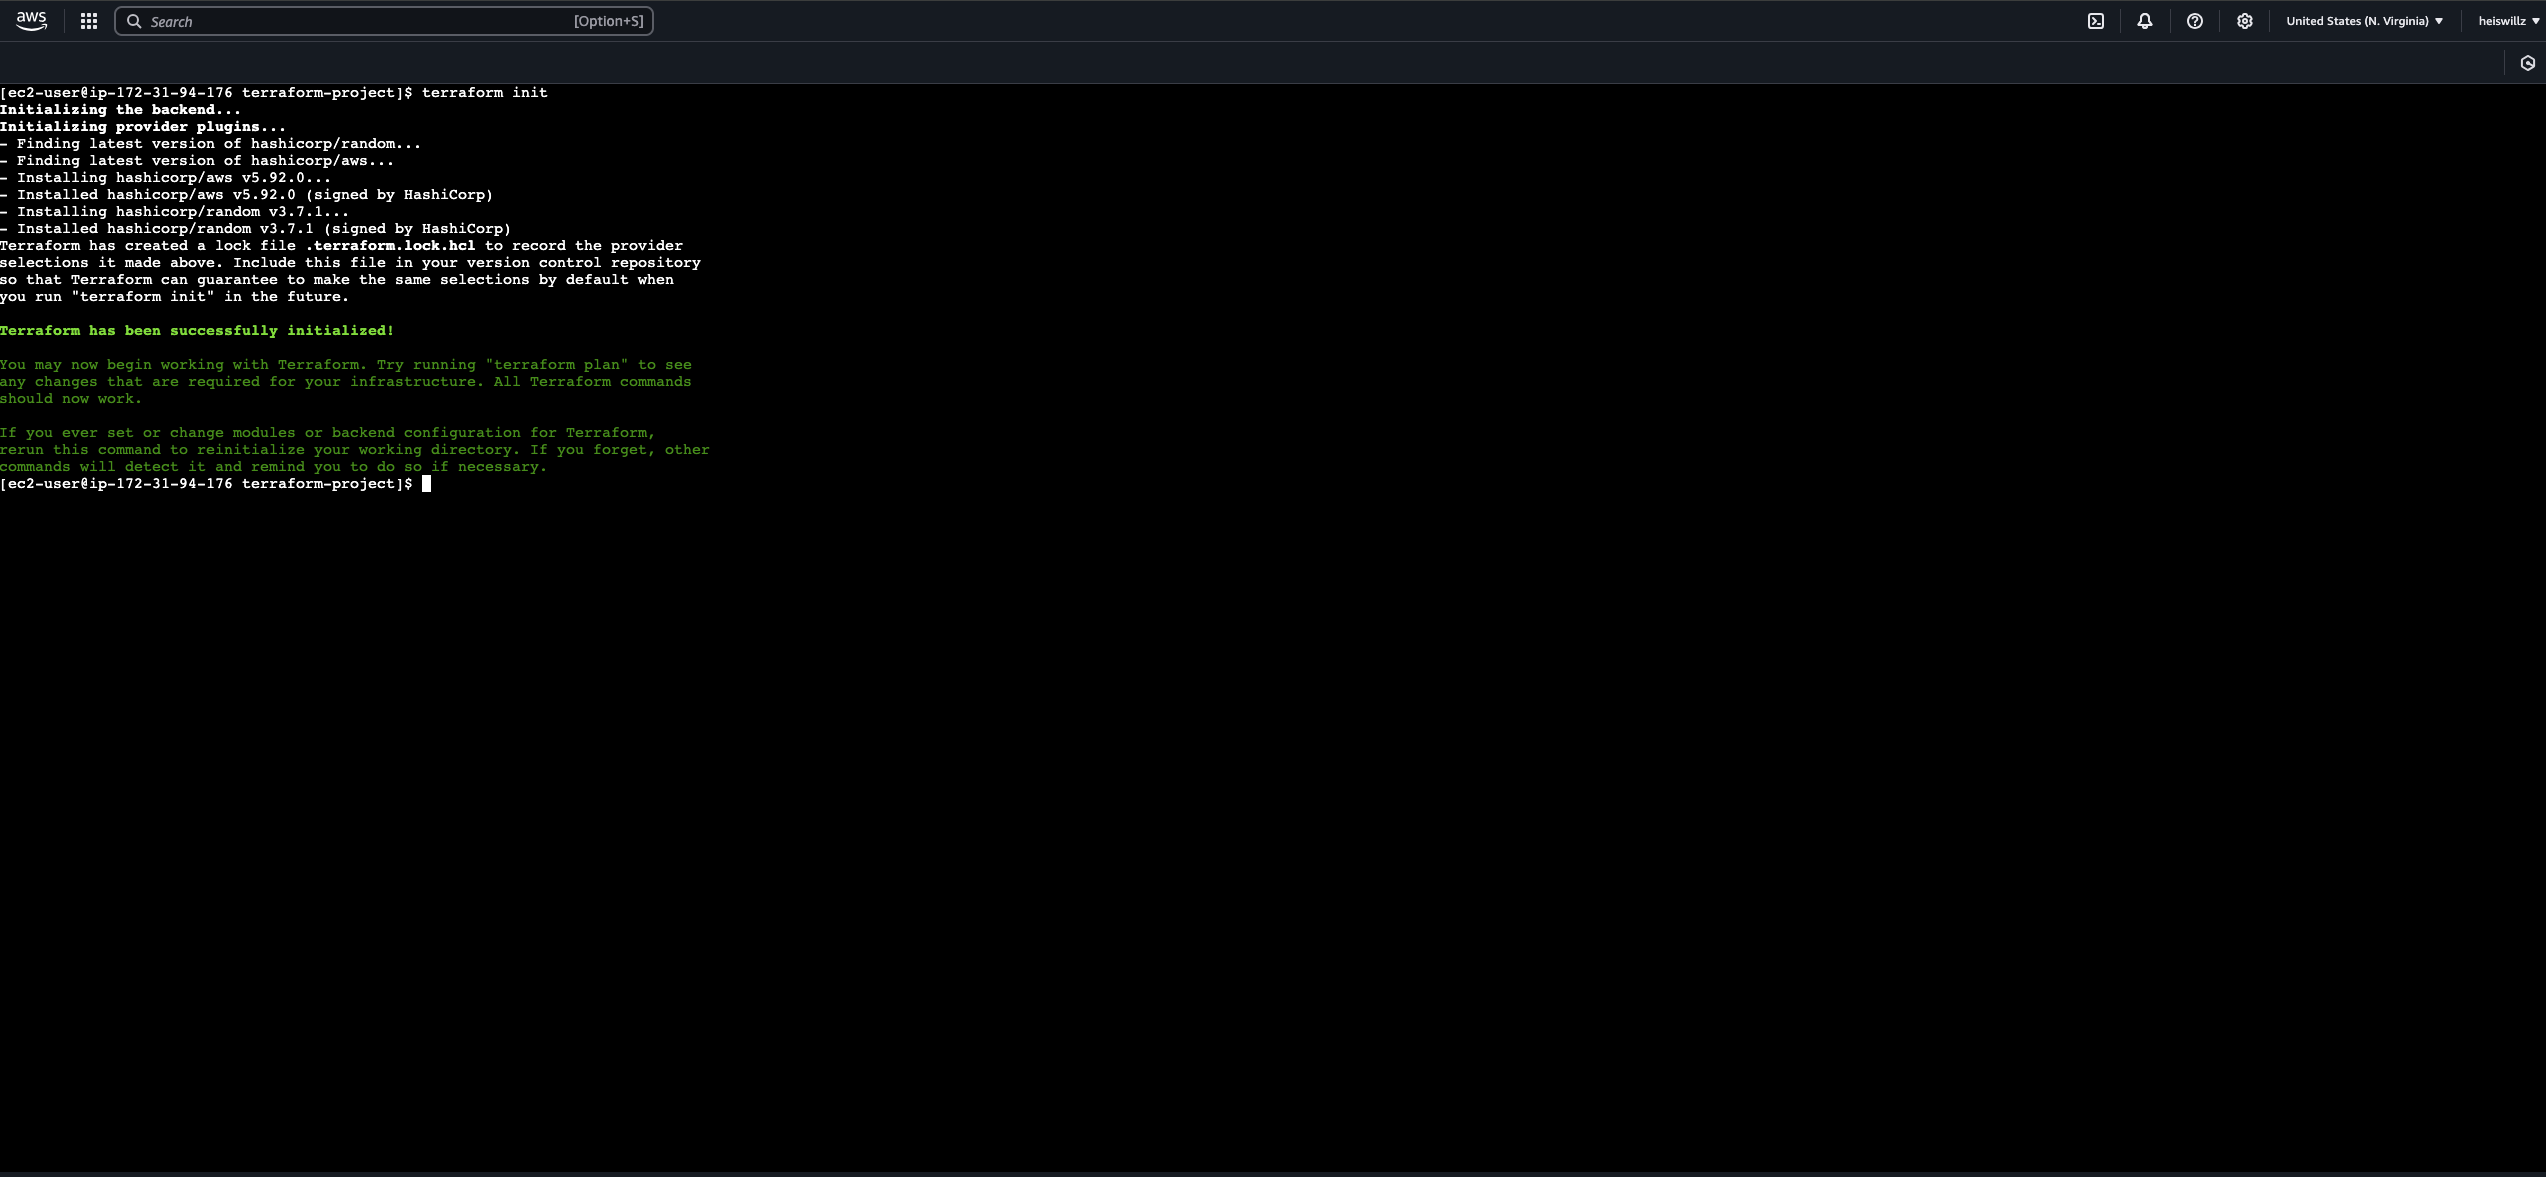 aws Search [Option+S] United States (N. Virginia) heiswillz
[ec2-user@ip-172-31-94-176 terraform-project]$ terraform init
Initializing the backend...
Initializing provider plugins...
- Finding latest version of hashicorp/random...
- Finding latest version of hashicorp/aws...
- Installing hashicorp/aws v5.92.0...
- Installed hashicorp/aws v5.92.0 (signed by HashiCorp)
- Installing hashicorp/random v3.7.1...
- Installed hashicorp/random v3.7.1 (signed by HashiCorp)
Terraform has created a lock file .terraform.lock.hcl to record the provider
selections it made above. Include this file in your version control repository
so that Terraform can guarantee to make the same selections by default when
you run "terraform init" in the future.
Terraform has been successfully initialized!
You may now begin working with Terraform. Try running "terraform plan" to see
any changes that are required for your infrastructure. All Terraform commands
should now work.
If you ever set or change modules or backend configuration for Terraform,
rerun this command to reinitialize your working directory. If you forget, other
commands will detect it and remind you to do so if necessary.
[ec2-user@ip-172-31-94-176 terraform-project]$